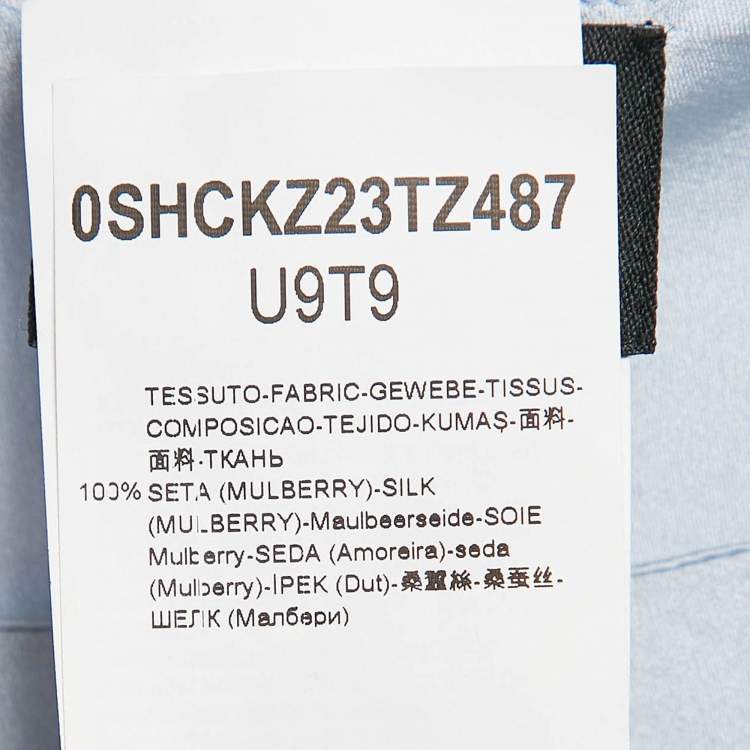 0SHCKZ23TZ487
U9T9
TESSUTO-FABRIC-GEWEBE-TISSUS-
COMPOSICAO-TEJIDO-KUMAŞ-面料-
面料-TKAHЬ
100% SETA (MULBERRY)-SILK
(MULBERRY)-Maulbeerseide-SOIE
Mulberry-SEDA (Amoreira)-seda
(Mulberry)-İPEK (Dut)-桑蠶絲-桑蚕丝-
ШЕЛК (Малбери)